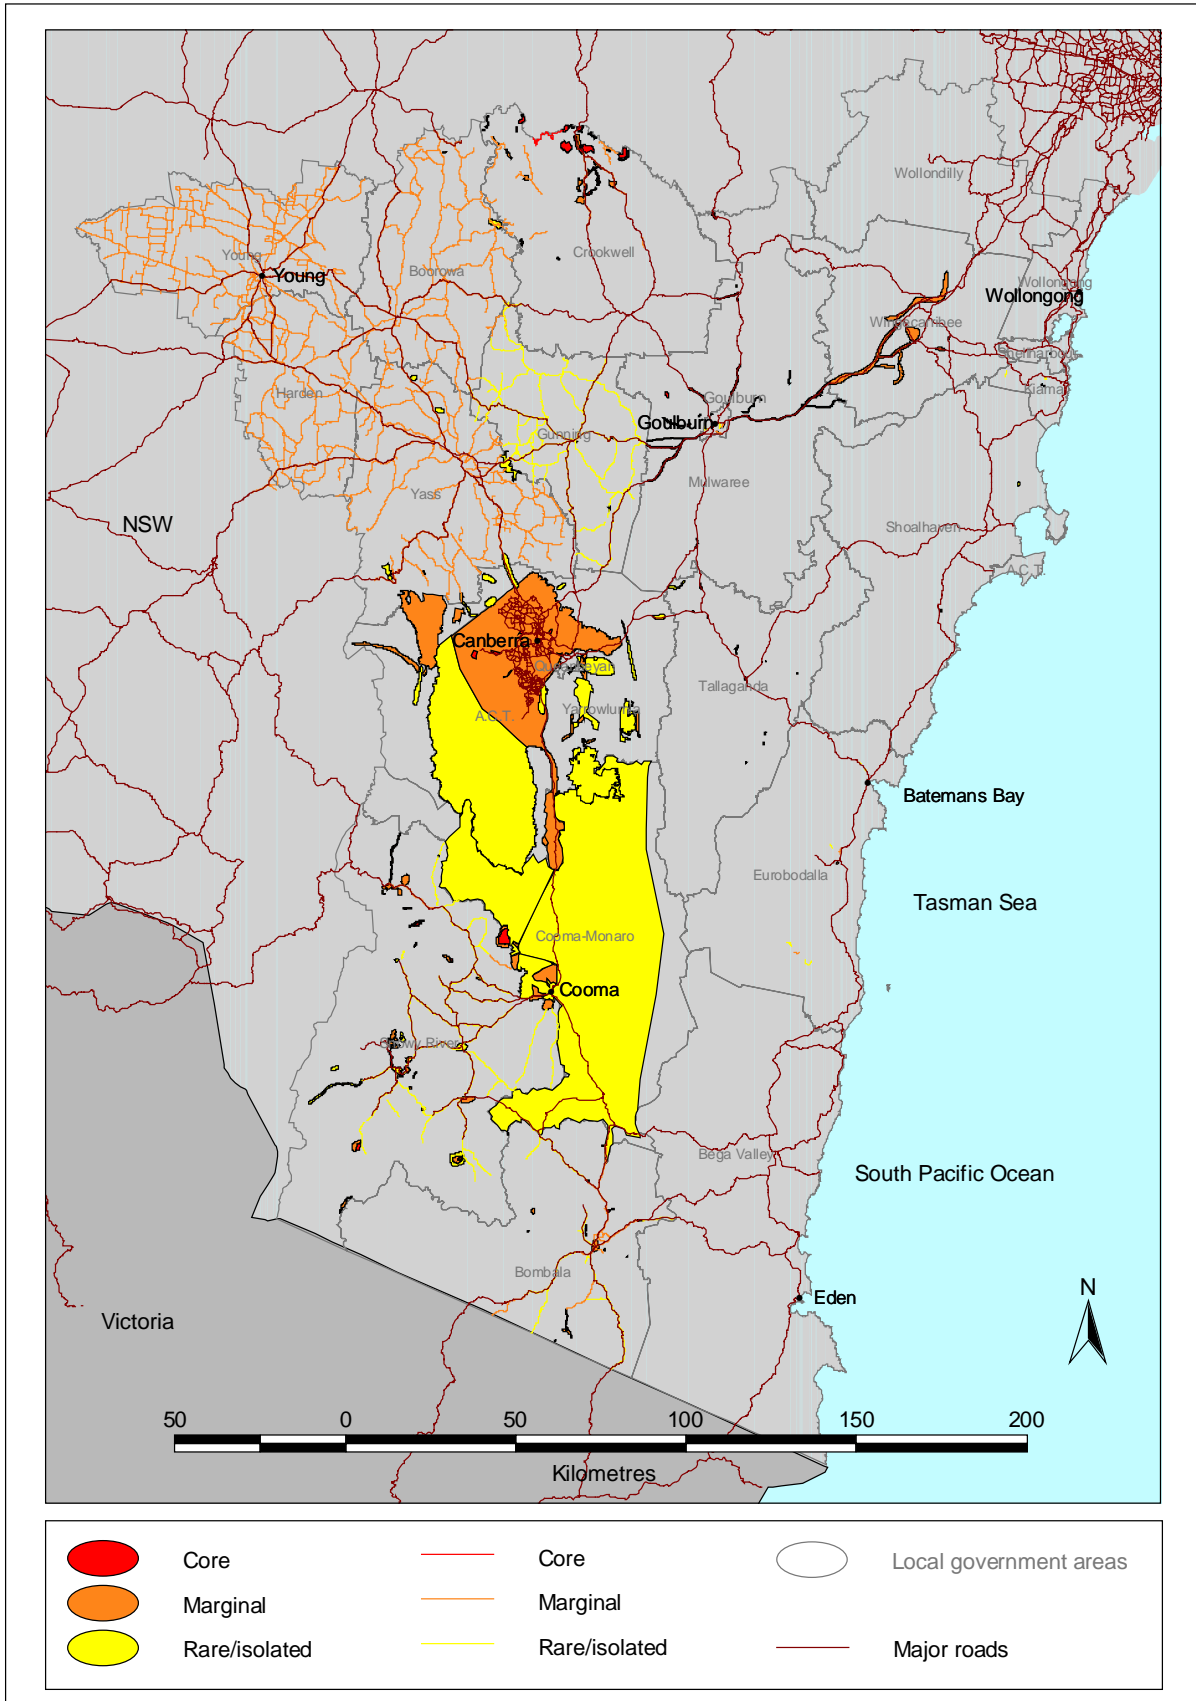 Wollondilly
Crookwell
Young
Young
Boorowa
Wollongong
Wollongong
Wingecarribee
Shellharbour
Kiama
Harden
Goulburn
Goulburn
Gunning
Yass
Mulwaree
NSW
Shoalhaven
A.C.T.
Canberra
Queanbeyan
Tallaganda
A.C.T.
Yarrowlumla
Batemans Bay
Eurobodalla
Tasman Sea
Cooma-Monaro
Cooma
Snowy River
Bega Valley
South Pacific Ocean
Bombala
N
Eden
Victoria
50 0 50 100 150 200
Kilometres
Core Core Local government areas
Marginal Marginal
Rare/isolated Rare/isolated Major roads